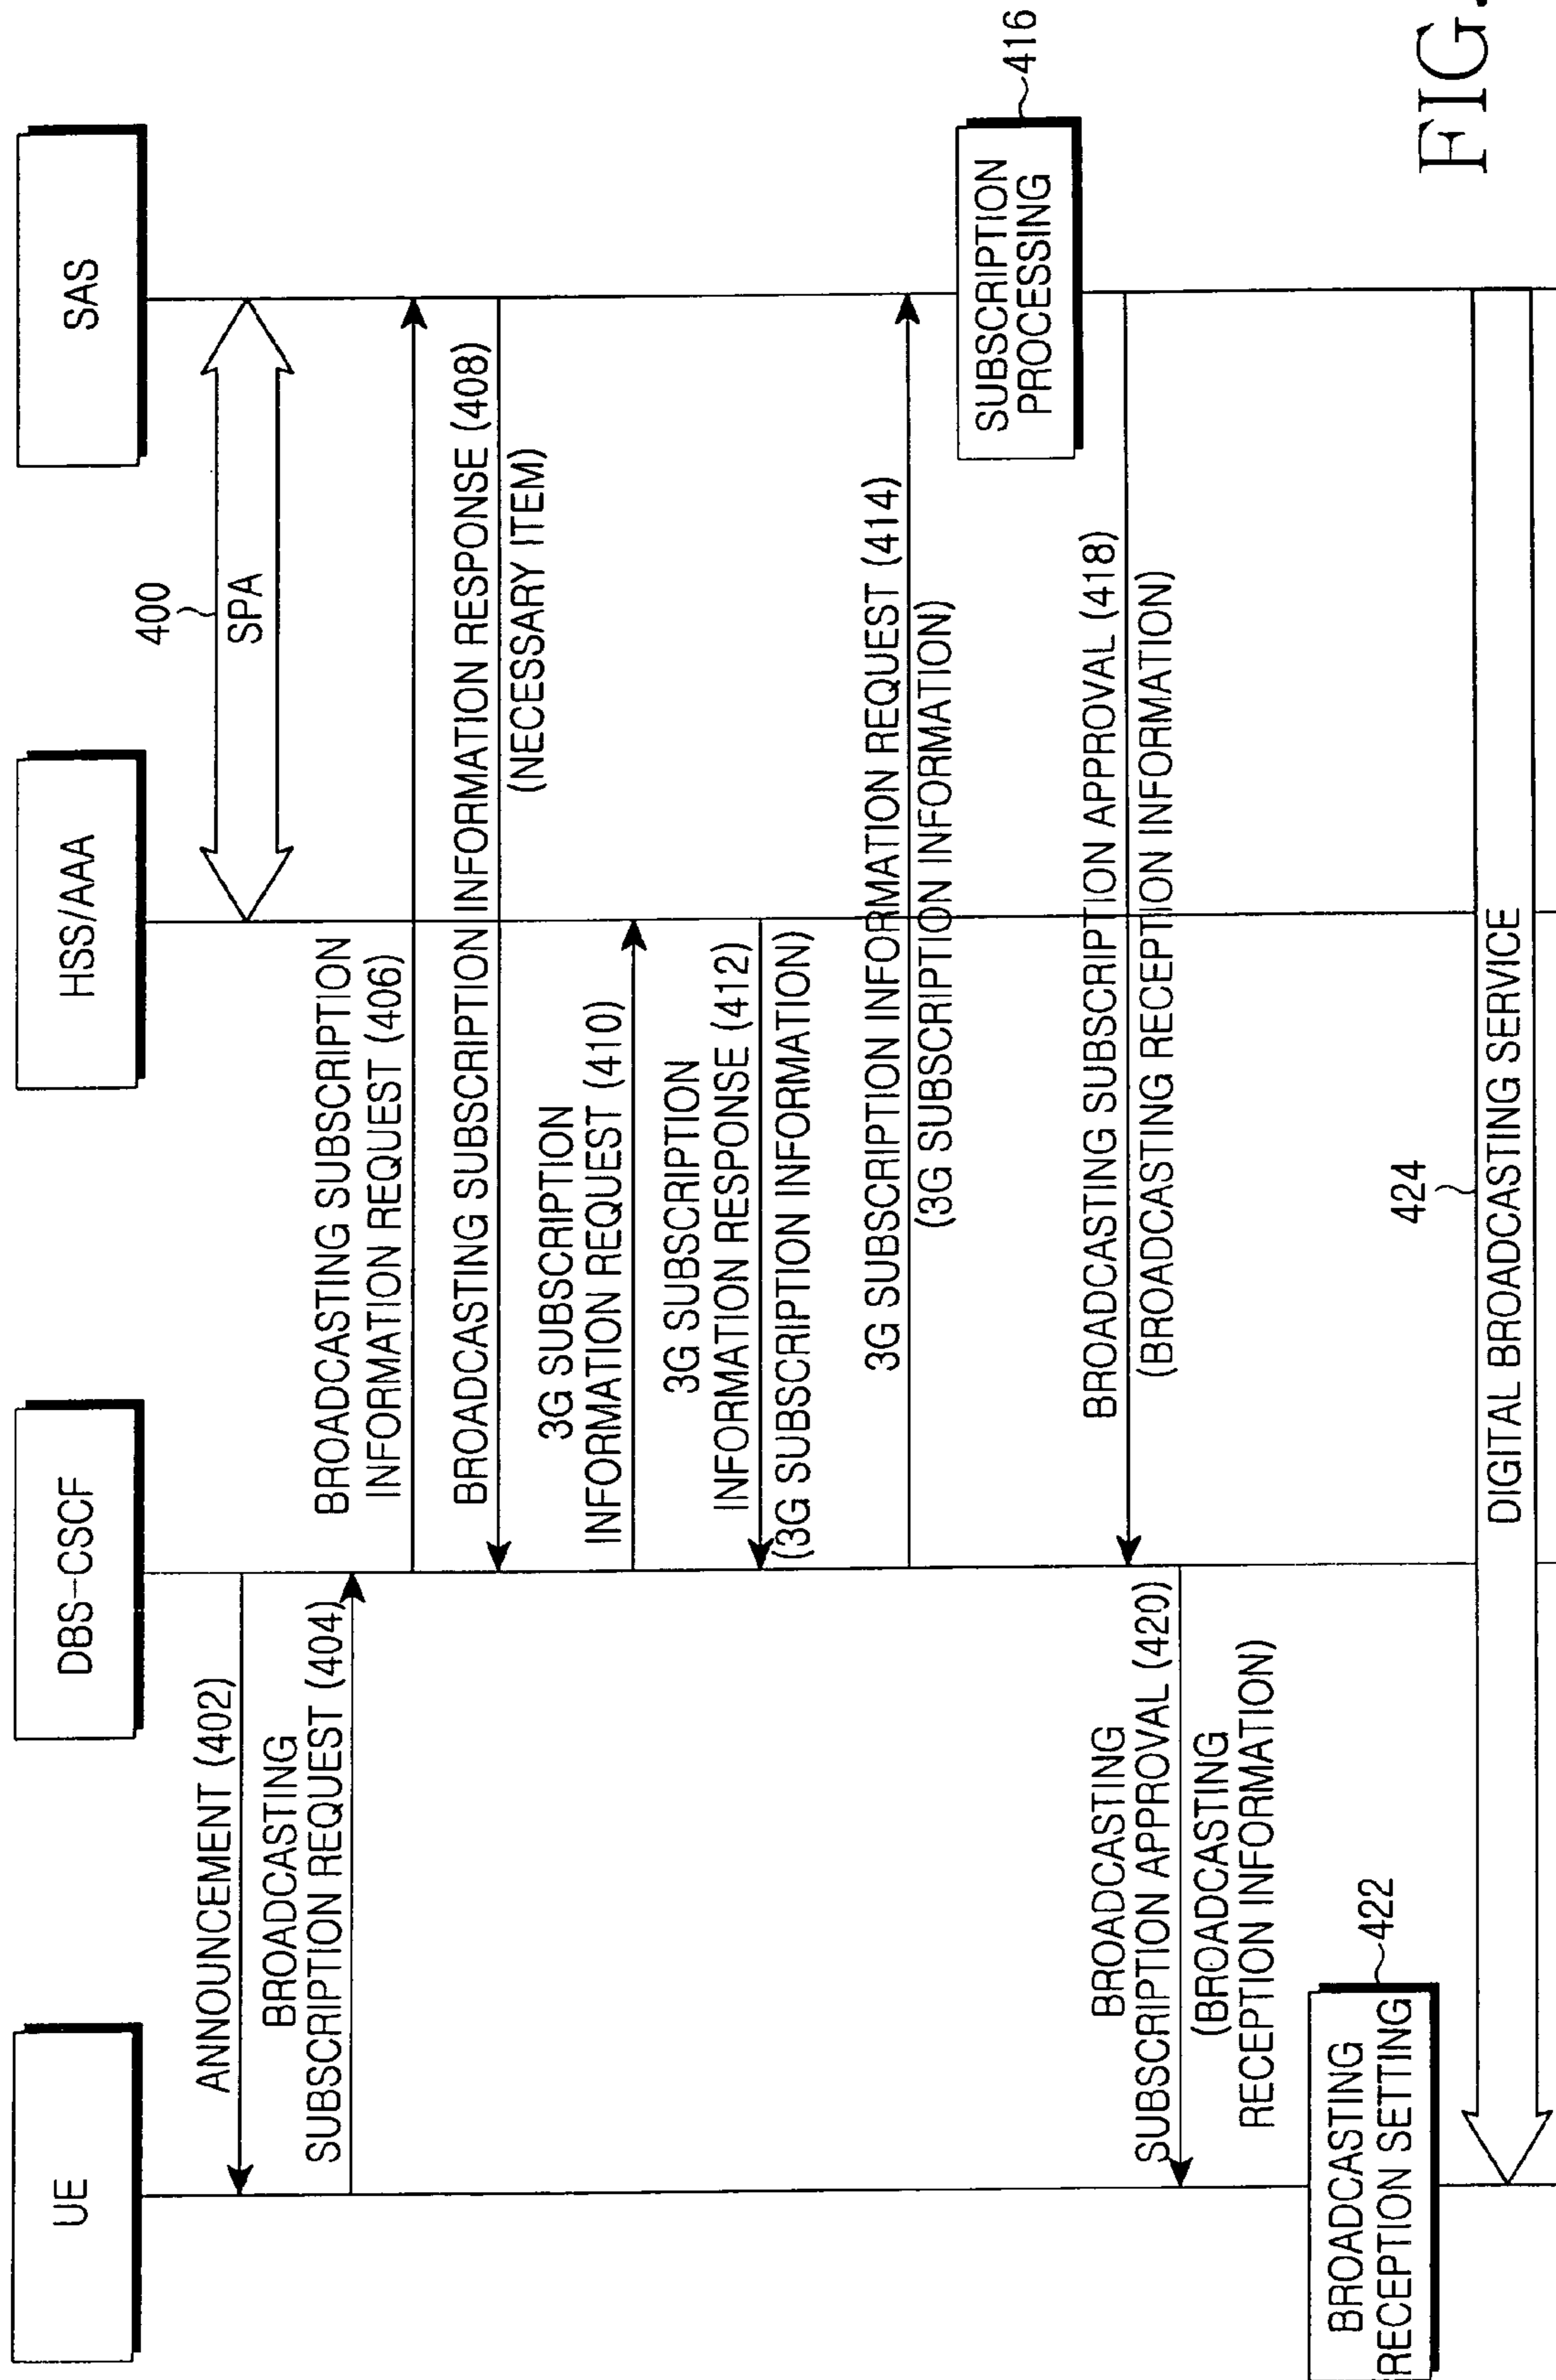 UE
DBS-CSCF
HSS/AAA
SAS
400
SPA
ANNOUNCEMENT (402)
BROADCASTING
SUBSCRIPTION REQUEST (404)
BROADCASTING SUBSCRIPTION
INFORMATION REQUEST (406)
BROADCASTING SUBSCRIPTION INFORMATION RESPONSE (408)
(NECESSARY ITEM)
3G SUBSCRIPTION
INFORMATION REQUEST (410)
3G SUBSCRIPTION
INFORMATION RESPONSE (412)
(3G SUBSCRIPTION INFORMATION)
3G SUBSCRIPTION INFORMATION REQUEST (414)
(3G SUBSCRIPTION INFORMATION)
SUBSCRIPTION
PROCESSING
416
BROADCASTING SUBSCRIPTION APPROVAL (418)
(BROADCASTING RECEPTION INFORMATION)
BROADCASTING
SUBSCRIPTION APPROVAL (420)
(BROADCASTING
RECEPTION INFORMATION)
BROADCASTING
RECEPTION SETTING
422
424
DIGITAL BROADCASTING SERVICE
FIG.